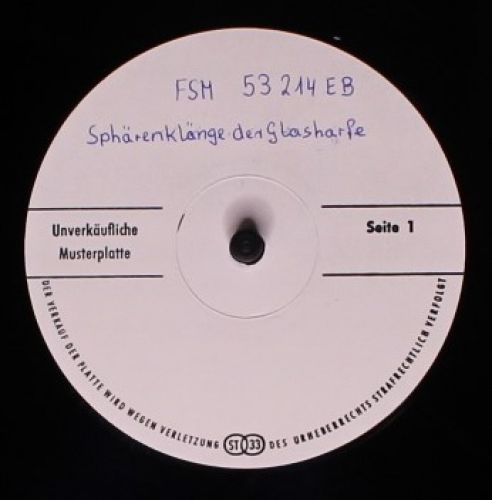 FSM 53 214 EB
Sphärenklänge der Glasharfe
Unverkäufliche
Musterplatte
Seite 1
DER VERKAUF DER PLATTE WIRD WEGEN VERLETZUNG ST 33 DES URHEBERRECHTS STRAFRECHTLICH VERFOLGT